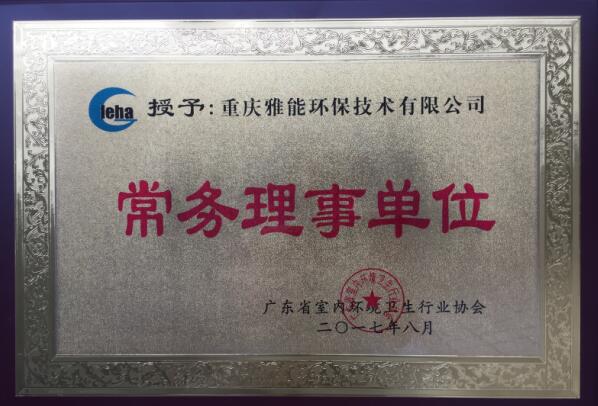 ieha 授予:重庆雅能环保技术有限公司
常务理事单位
广东省室内环境卫生行业协会
二〇一七年八月